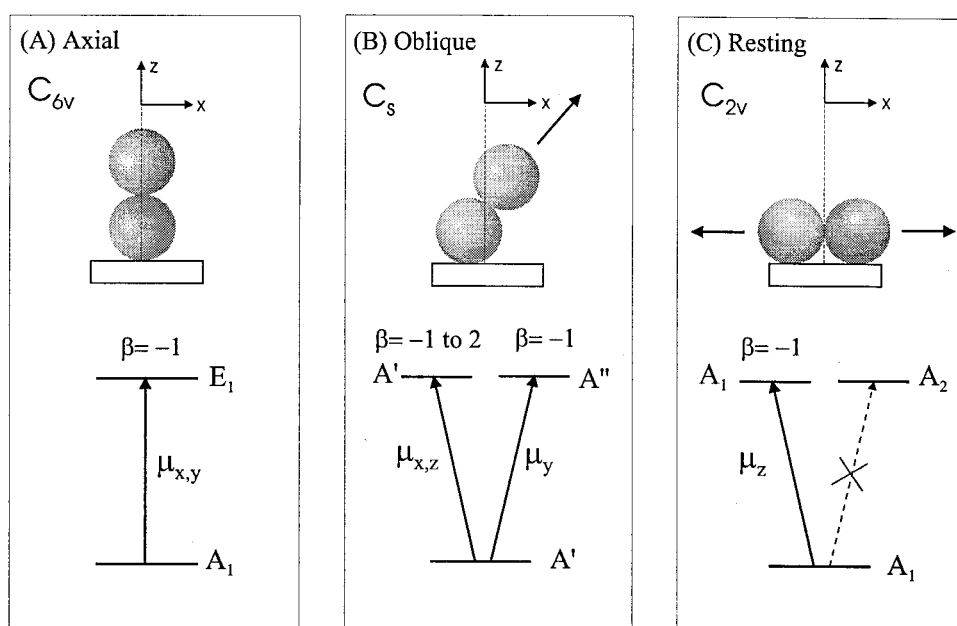 (A) Axial
z
C₆ᵥ
x
β= –1
E₁
μx,y
A₁
(B) Oblique
z
Cₛ
x
β= –1 to 2
β= –1
A'
A"
μx,z
μy
A'
(C) Resting
z
C₂ᵥ
x
β= –1
A₁
A₂
μz
A₁